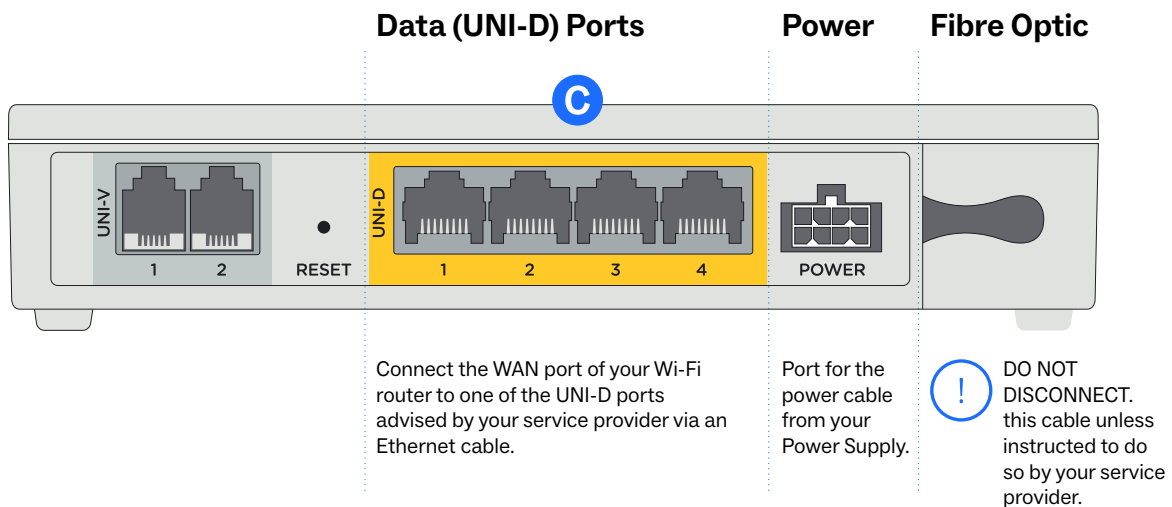 Data (UNI-D) Ports
Power
Fibre Optic
C
UNI-V
1 2
RESET
UNI-D
1 2 3 4
POWER
Connect the WAN port of your Wi-Fi
router to one of the UNI-D ports
advised by your service provider via an
Ethernet cable.
Port for the
power cable
from your
Power Supply.
!
DO NOT
DISCONNECT.
this cable unless
instructed to do
so by your service
provider.